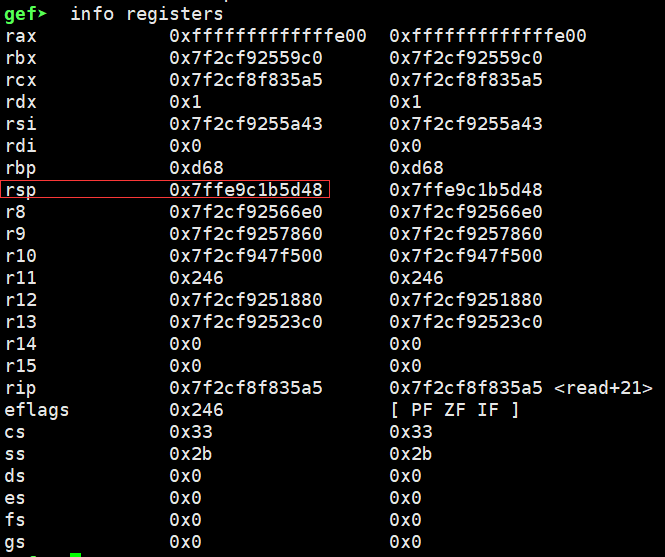 gef➤  info registers
rax            0xfffffffffffffe00  0xfffffffffffffe00
rbx            0x7f2cf92559c0      0x7f2cf92559c0
rcx            0x7f2cf8f835a5      0x7f2cf8f835a5
rdx            0x1                 0x1
rsi            0x7f2cf9255a43      0x7f2cf9255a43
rdi            0x0                 0x0
rbp            0xd68               0xd68
rsp            0x7ffe9c1b5d48      0x7ffe9c1b5d48
r8             0x7f2cf92566e0      0x7f2cf92566e0
r9             0x7f2cf9257860      0x7f2cf9257860
r10            0x7f2cf947f500      0x7f2cf947f500
r11            0x246               0x246
r12            0x7f2cf9251880      0x7f2cf9251880
r13            0x7f2cf92523c0      0x7f2cf92523c0
r14            0x0                 0x0
r15            0x0                 0x0
rip            0x7f2cf8f835a5      0x7f2cf8f835a5 <read+21>
eflags         0x246               [ PF ZF IF ]
cs             0x33                0x33
ss             0x2b                0x2b
ds             0x0                 0x0
es             0x0                 0x0
fs             0x0                 0x0
gs             0x0                 0x0